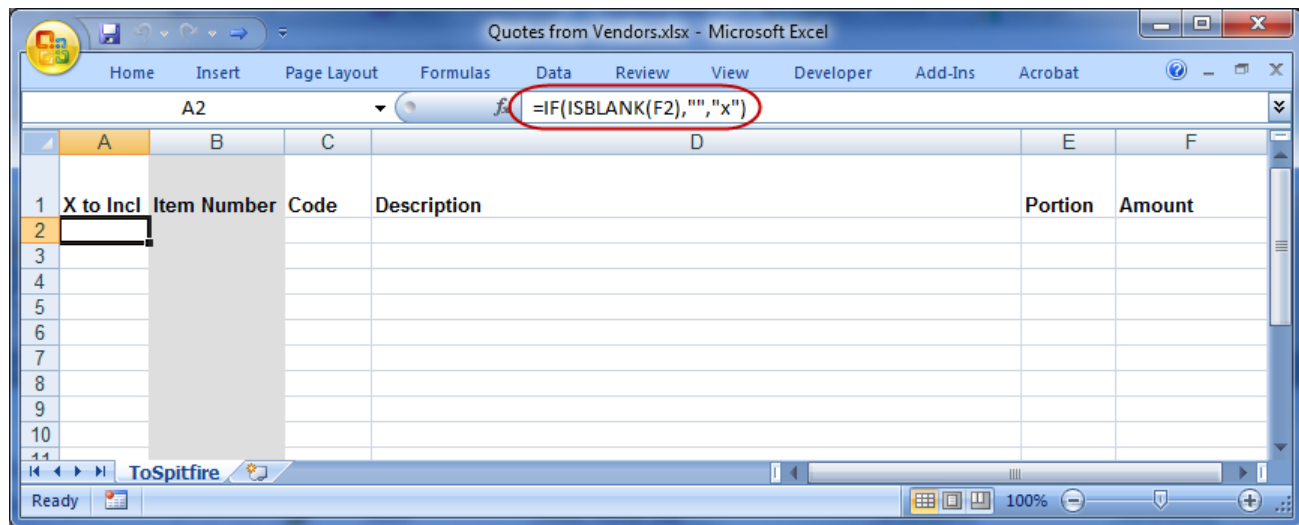 Quotes from Vendors.xlsx - Microsoft Excel
Home Insert Page Layout Formulas Data Review View Developer Add-Ins Acrobat
A2 fx =IF(ISBLANK(F2),"","x")
A B C D E F
1 X to Incl Item Number Code Description Portion Amount
2
3
4
5
6
7
8
9
10
11
ToSpitfire
Ready 100%